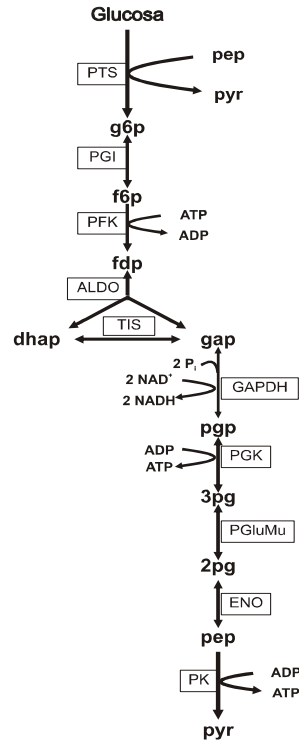 Glucosa
pep
PTS
pyr
g6p
PGI
f6p
PFK
ATP
ADP
fdp
ALDO
TIS
dhap
gap
2 Pi
2 NAD+
GAPDH
2 NADH
pgp
ADP
PGK
ATP
3pg
PGluMu
2pg
ENO
pep
ADP
PK
ATP
pyr